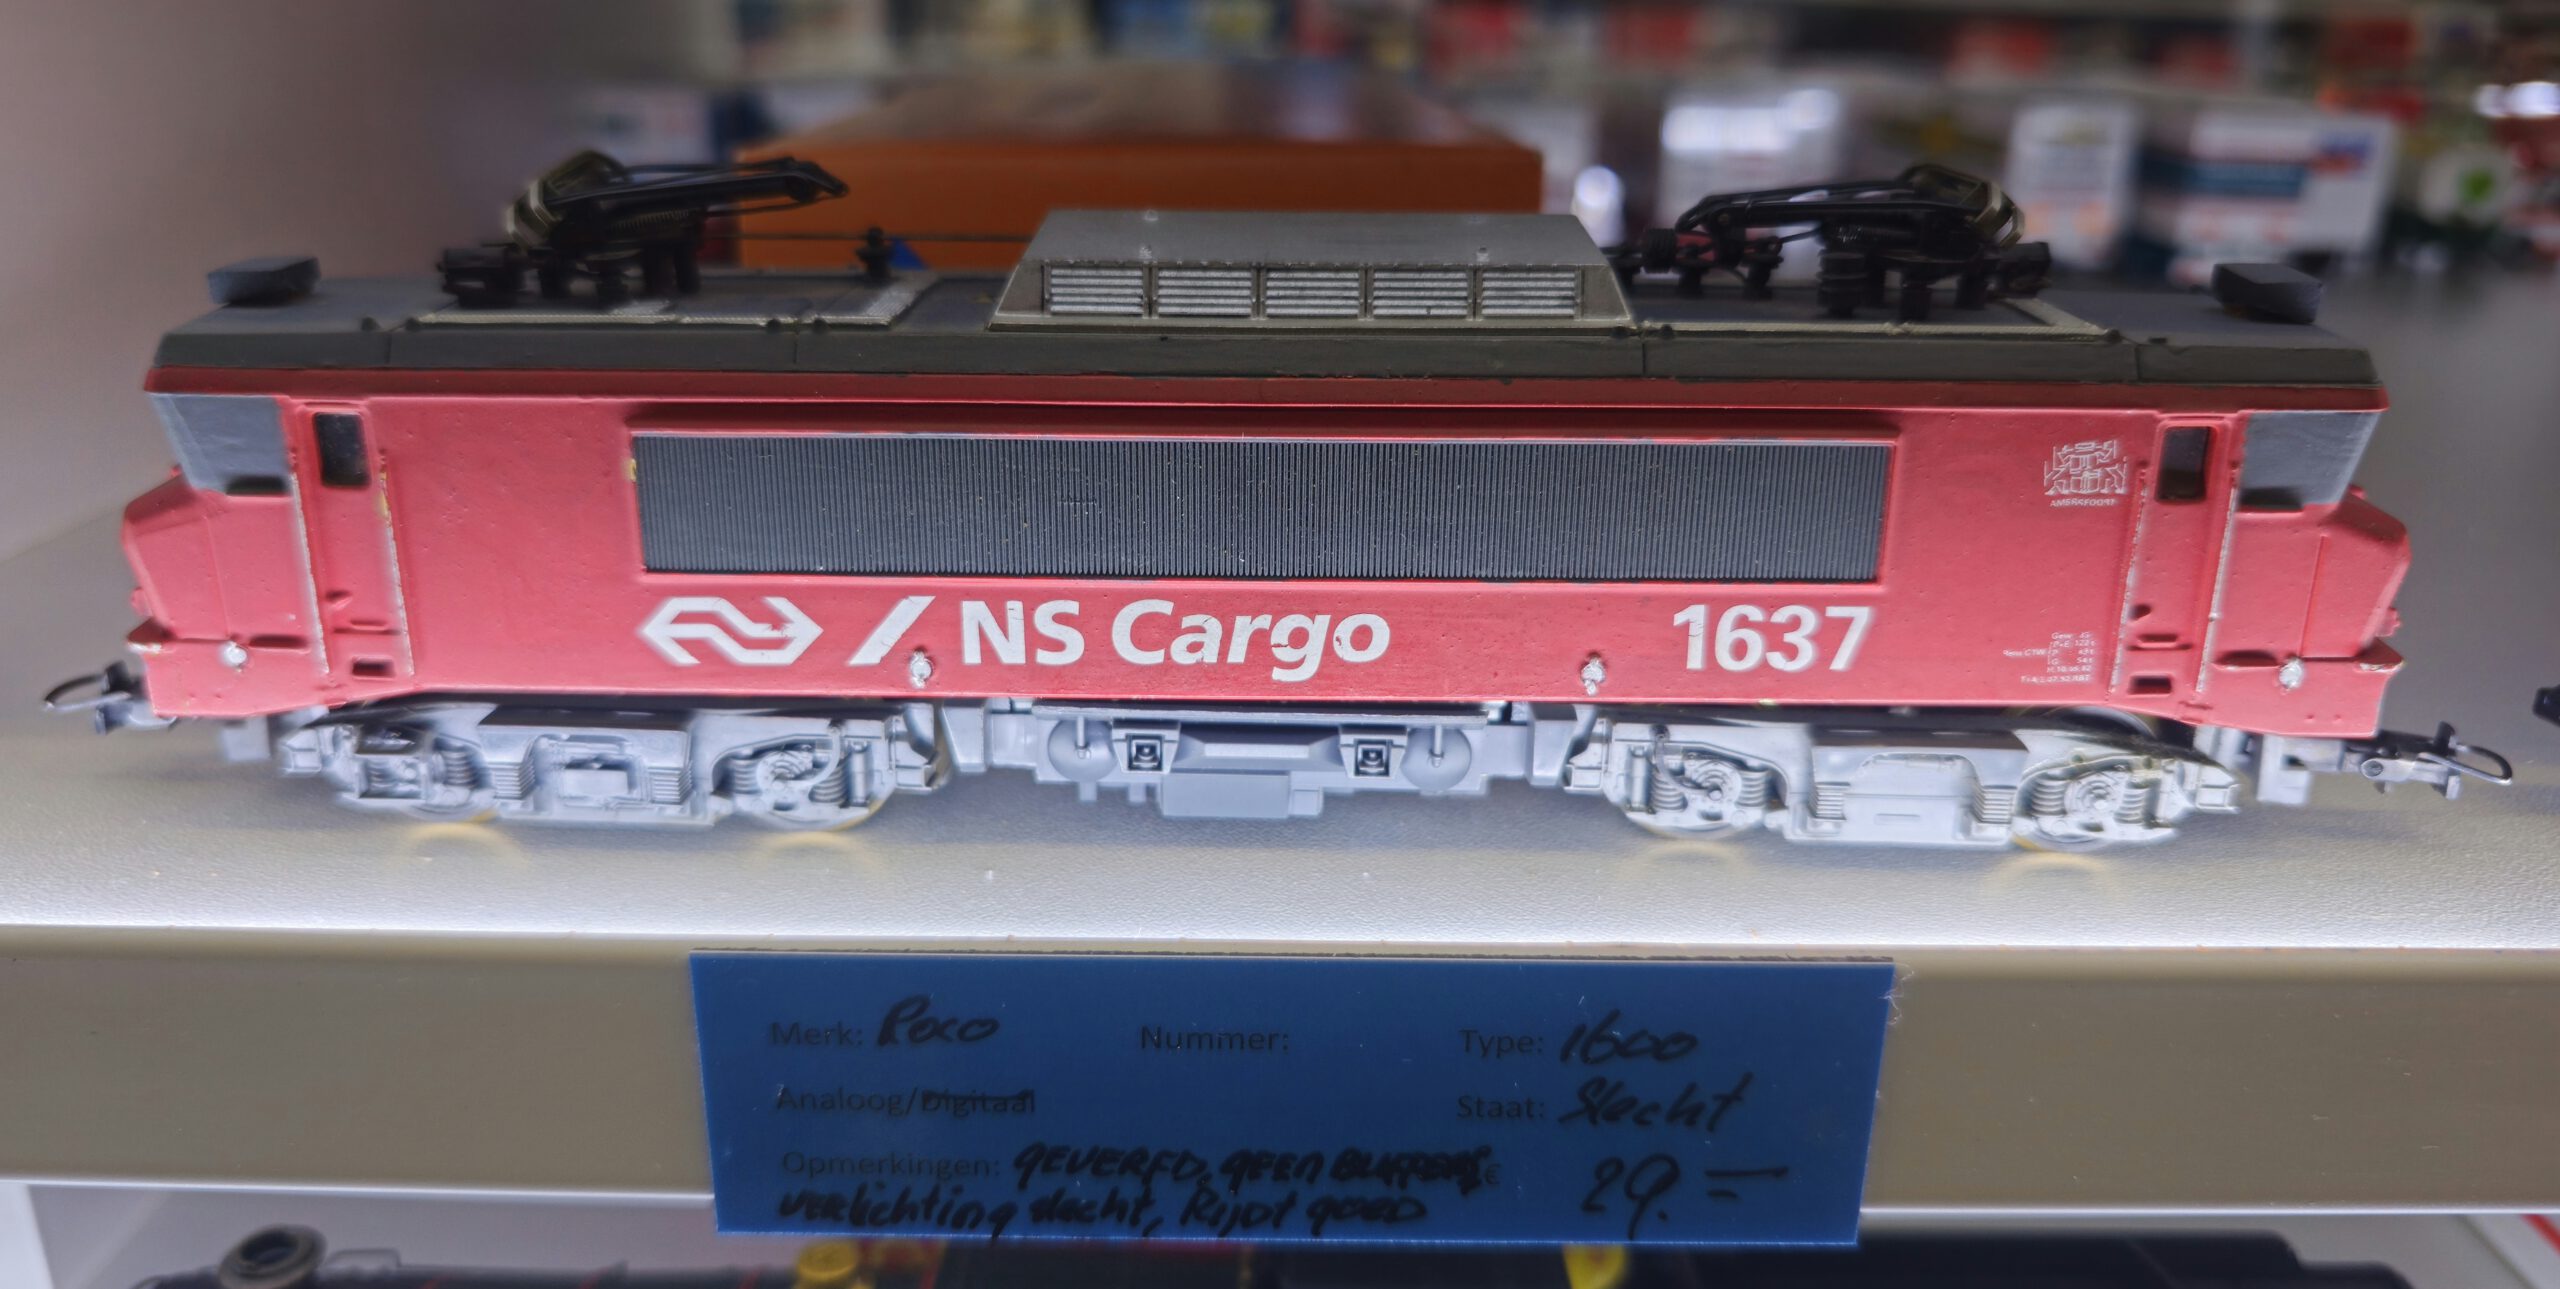 NS Cargo
1637
AMERSFOORT
Merk: Roco Nummer: Type: 1600
Analoog/Digitaal Staat: Slecht
Opmerkingen: GEVERFD, GEEN BUFFERS € 29.=
verlichting slecht, Rijdt goed